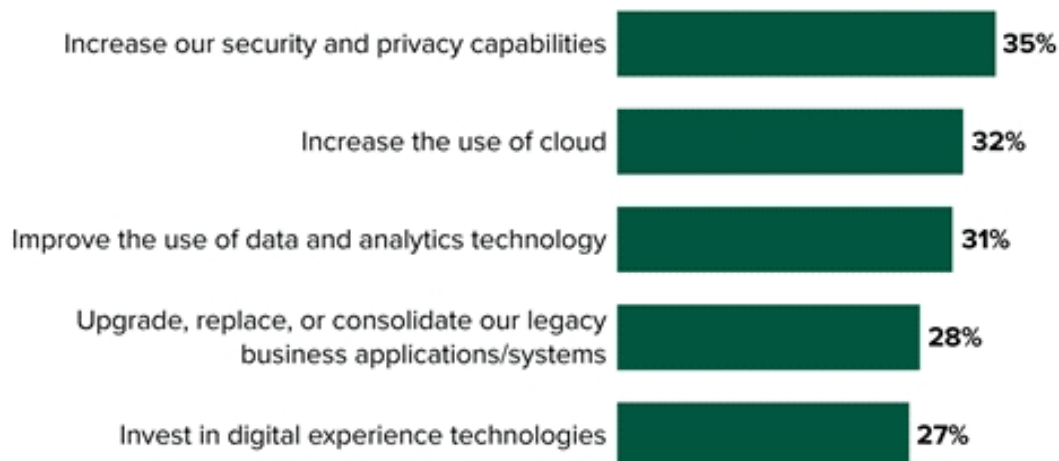 Increase our security and privacy capabilities 35%
Increase the use of cloud 32%
Improve the use of data and analytics technology 31%
Upgrade, replace, or consolidate our legacy
business applications/systems 28%
Invest in digital experience technologies 27%